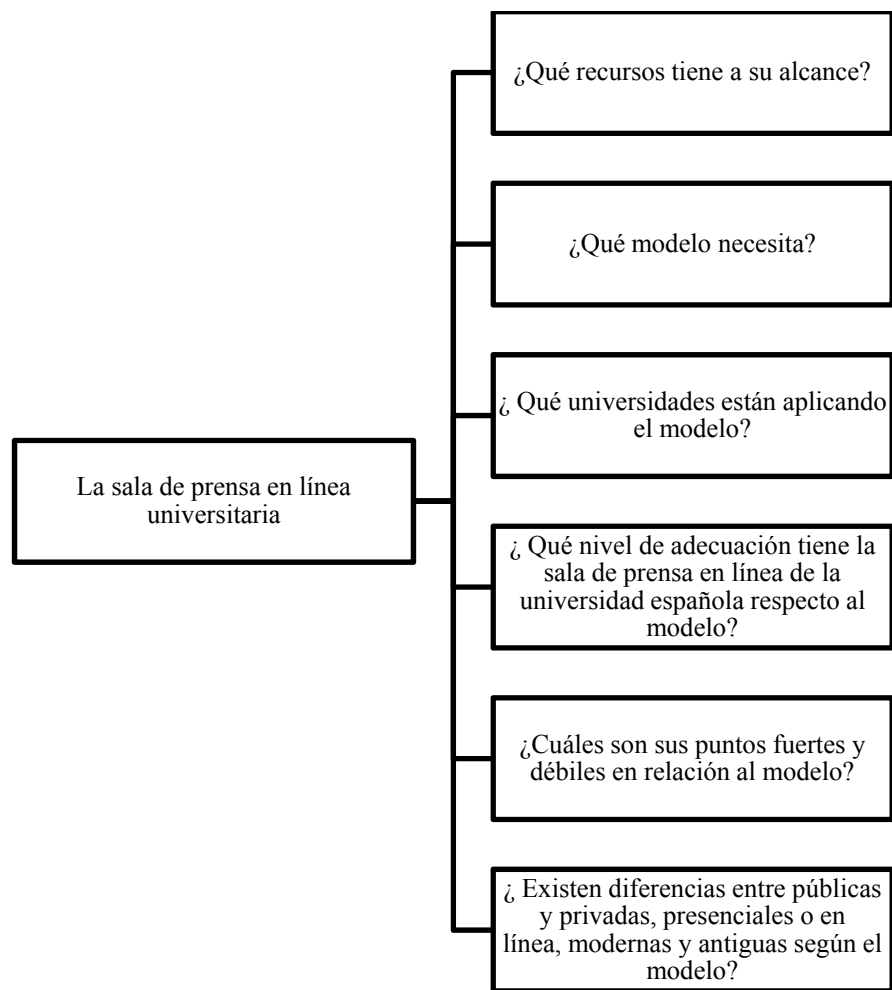 ¿Qué recursos tiene a su alcance?
¿Qué modelo necesita?
¿ Qué universidades están aplicando
el modelo?
La sala de prensa en línea
universitaria
¿ Qué nivel de adecuación tiene la
sala de prensa en línea de la
universidad española respecto al
modelo?
¿Cuáles son sus puntos fuertes y
débiles en relación al modelo?
¿ Existen diferencias entre públicas
y privadas, presenciales o en
línea, modernas y antiguas según el
modelo?